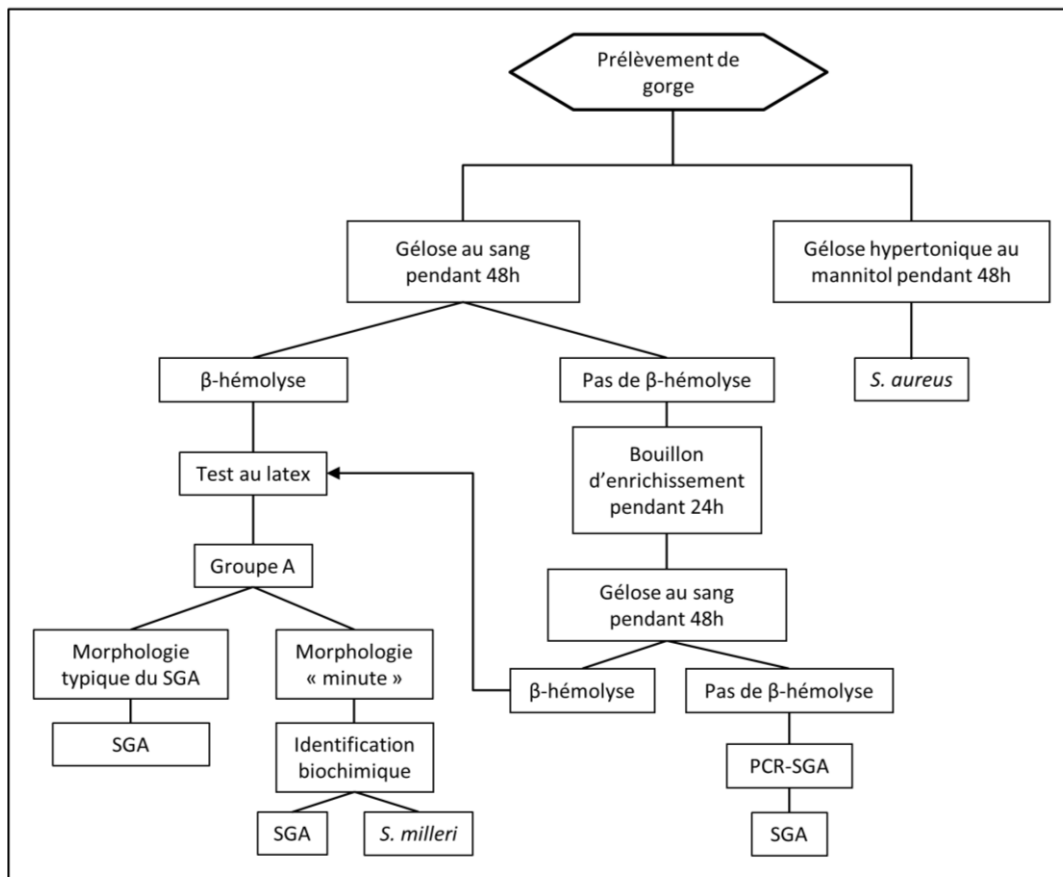 Prélèvement de
gorge
Gélose au sang
pendant 48h
Gélose hypertonique au
mannitol pendant 48h
β-hémolyse
Pas de β-hémolyse
S. aureus
Test au latex
Bouillon
d’enrichissement
pendant 24h
Groupe A
Gélose au sang
pendant 48h
Morphologie
typique du SGA
Morphologie
« minute »
β-hémolyse
Pas de β-hémolyse
SGA
Identification
biochimique
PCR-SGA
SGA
S. milleri
SGA